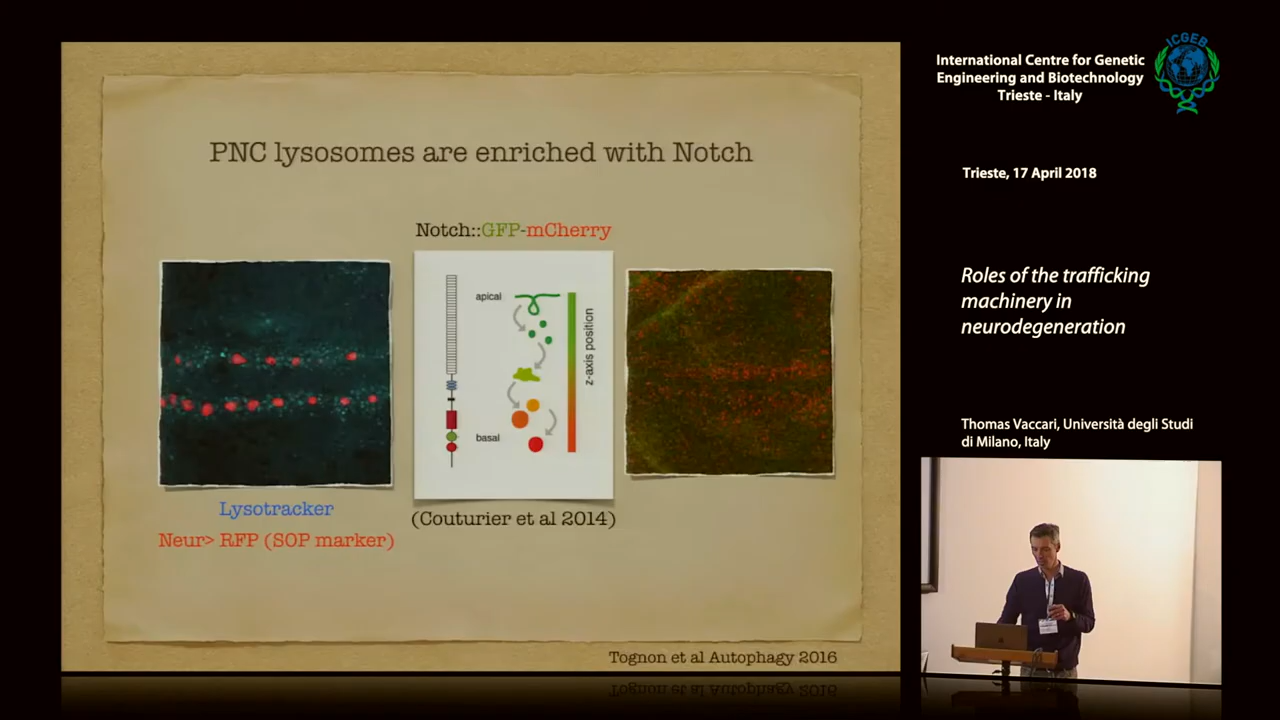 PNC lysosomes are enriched with Notch
Notch::GFP-mCherry
apical
z-axis position
basal
Lysotracker
Neur> RFP (SOP marker)
(Couturier et al 2014)
Tognon et al Autophagy 2016
International Centre for Genetic
Engineering and Biotechnology
Trieste - Italy
ICGEB
Trieste, 17 April 2018
Roles of the trafficking
machinery in
neurodegeneration
Thomas Vaccari, Università degli Studi
di Milano, Italy